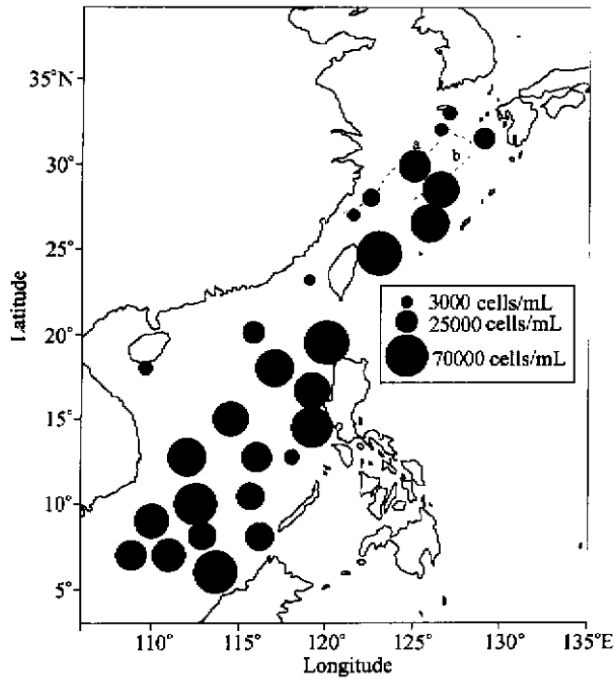 35°N
30°
25°
20°
15°
10°
5°
Latitude
a
b
3000 cells/mL
25000 cells/mL
70000 cells/mL
110° 115° 120° 125° 130° 135°E
Longitude